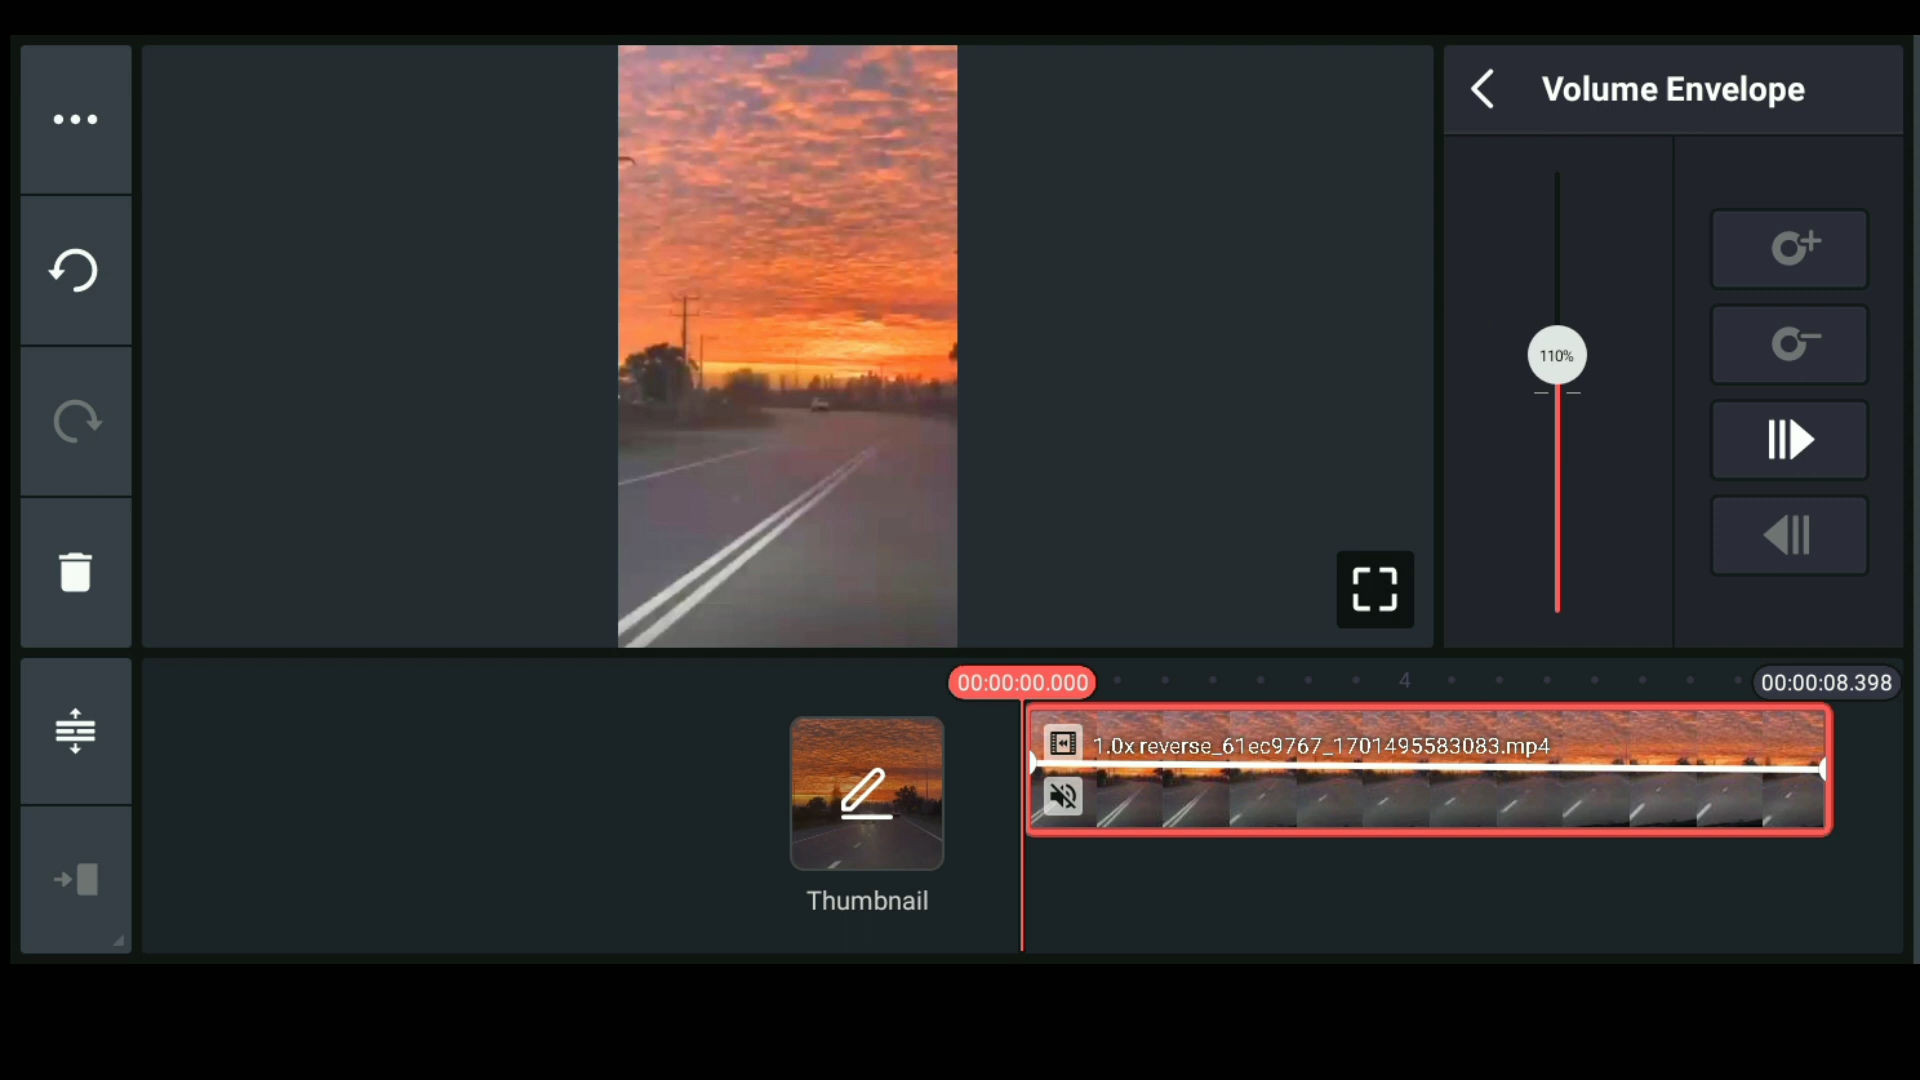 Volume Envelope
110%
00:00:00.000
4
00:00:08.398
1.0x reverse_61ec9767_1701495583083.mp4
Thumbnail